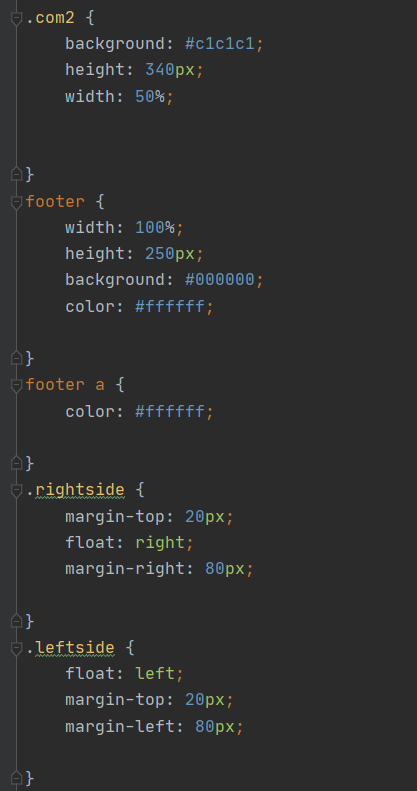 .com2 {
    background: #c1c1c1;
    height: 340px;
    width: 50%;
}
footer {
    width: 100%;
    height: 250px;
    background: #000000;
    color: #ffffff;
}
footer a {
    color: #ffffff;
}
.rightside {
    margin-top: 20px;
    float: right;
    margin-right: 80px;
}
.leftside {
    float: left;
    margin-top: 20px;
    margin-left: 80px;
}